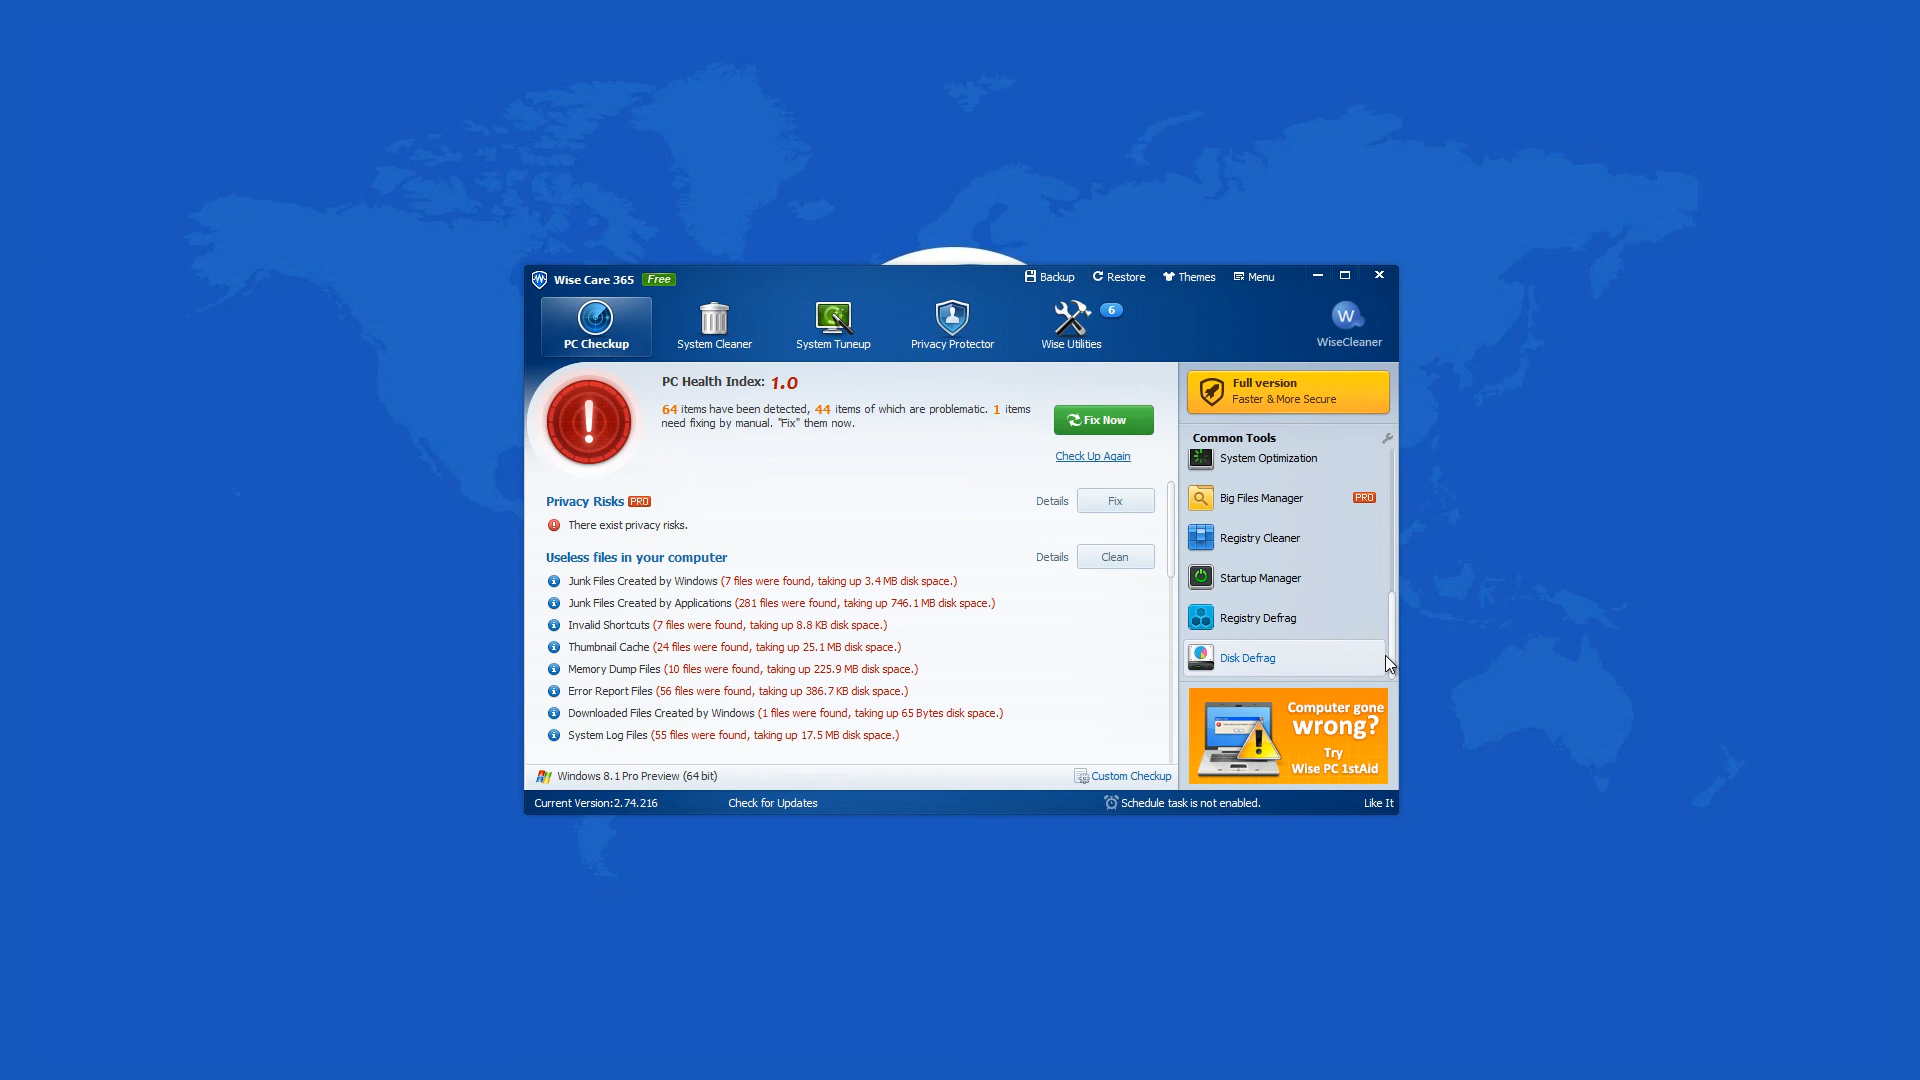 Wise Care 365 Free
Backup Restore Themes Menu
PC Checkup System Cleaner System Tuneup Privacy Protector Wise Utilities 6
W
WiseCleaner
PC Health Index: 1.0
64 items have been detected, 44 items of which are problematic. 1 items
need fixing by manual. "Fix" them now.
Fix Now
Check Up Again
Privacy Risks PRO Details Fix
There exist privacy risks.
Useless files in your computer Details Clean
Junk Files Created by Windows (7 files were found, taking up 3.4 MB disk space.)
Junk Files Created by Applications (281 files were found, taking up 746.1 MB disk space.)
Invalid Shortcuts (7 files were found, taking up 8.8 KB disk space.)
Thumbnail Cache (24 files were found, taking up 25.1 MB disk space.)
Memory Dump Files (10 files were found, taking up 225.9 MB disk space.)
Error Report Files (56 files were found, taking up 386.7 KB disk space.)
Downloaded Files Created by Windows (1 files were found, taking up 65 Bytes disk space.)
System Log Files (55 files were found, taking up 17.5 MB disk space.)
Windows 8.1 Pro Preview (64 bit) Custom Checkup
Full version
Faster & More Secure
Common Tools
System Optimization
Big Files Manager PRO
Registry Cleaner
Startup Manager
Registry Defrag
Disk Defrag
Computer gone
wrong?
Try
Wise PC 1stAid
Current Version:2.74.216 Check for Updates Schedule task is not enabled. Like It